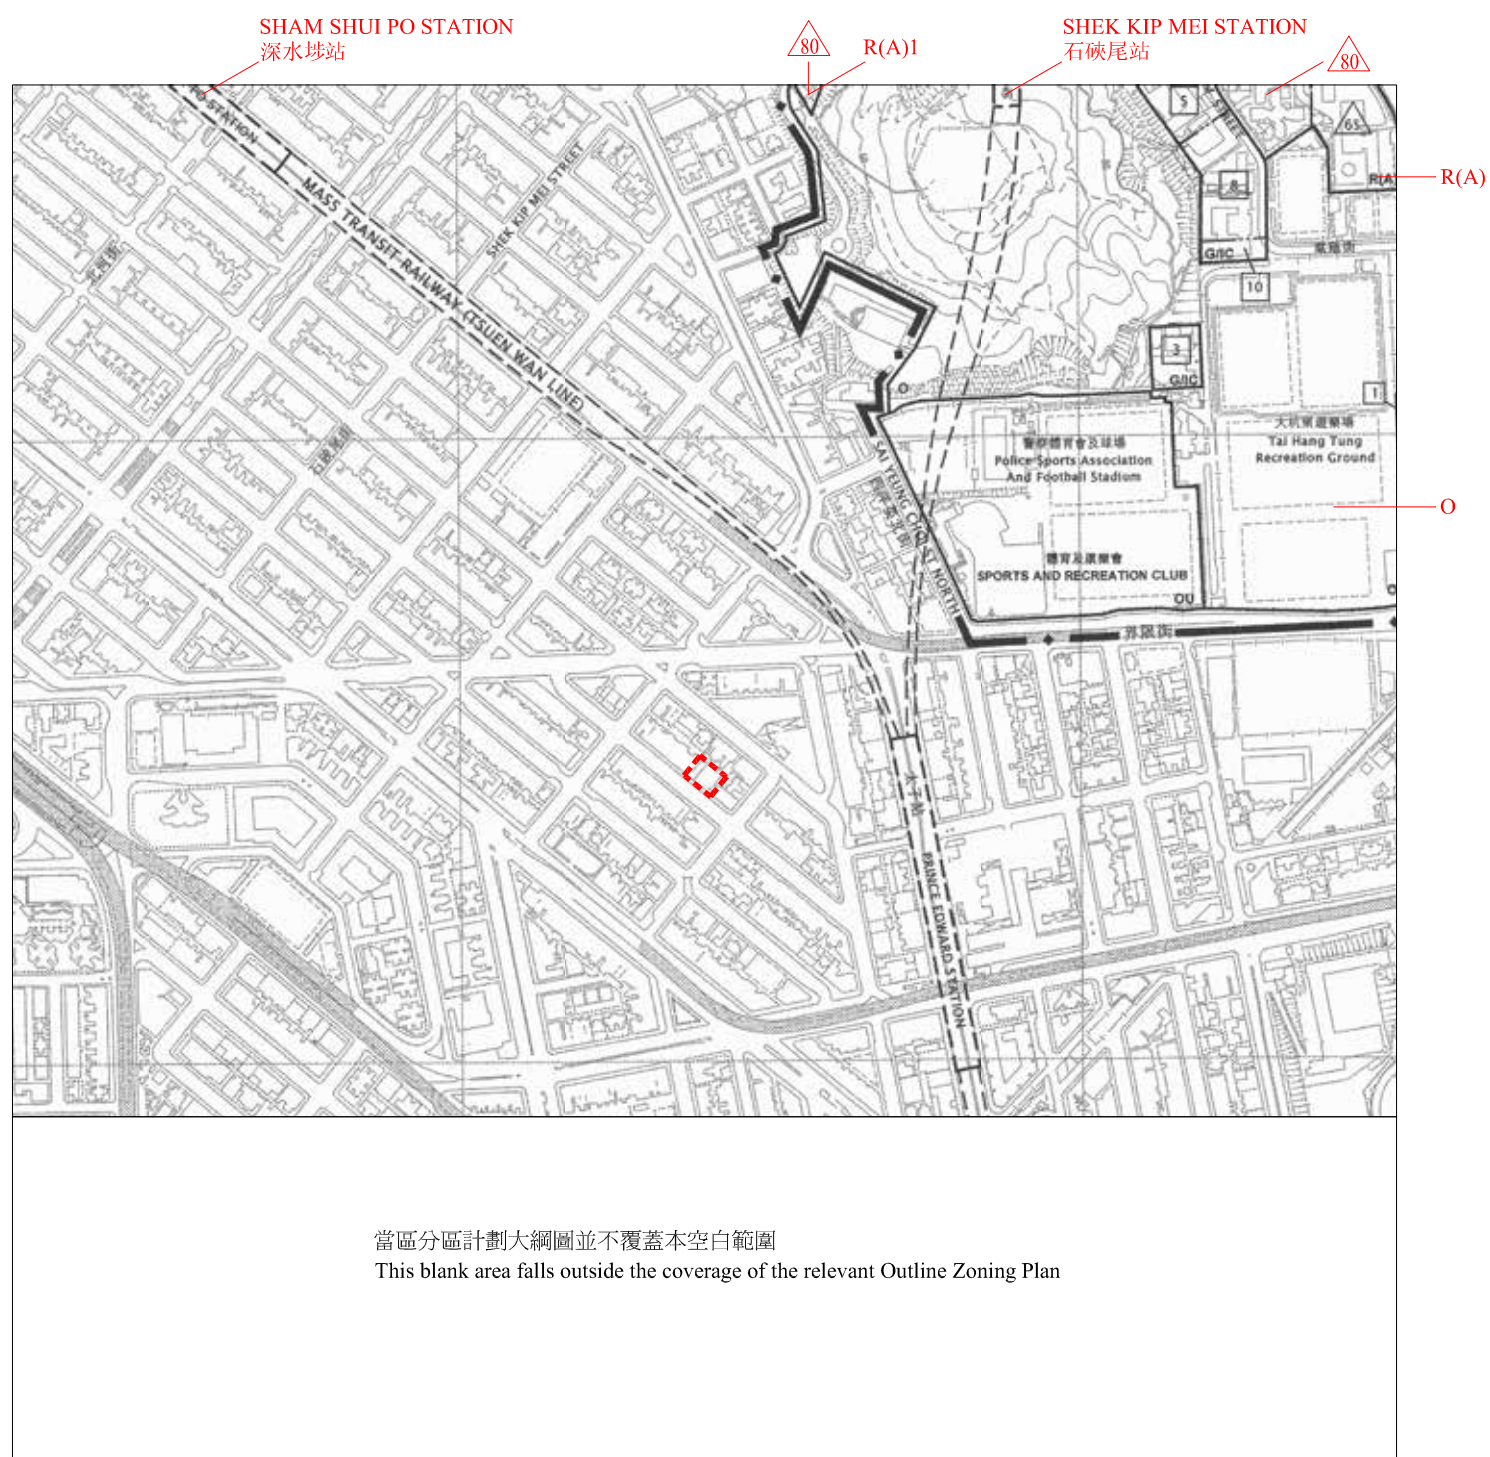 SHAM SHUI PO STATION
深水埗站
80
R(A)1
SHEK KIP MEI STATION
石硤尾站
80
5
65
R(A)
R(A)
8
G/IC
10
3
G/IC
1
PO STATION
MASS TRANSIT RAILWAY (TSUEN WAN LINE)
SHEK KIP MEI STREET
O
大坑東遊樂場
Tai Hang Tung
Recreation Ground
警察體育會及球場
Police Sports Association
And Football Stadium
SAI YEUNG CHOI ST NORTH
O
體育及康樂會
SPORTS AND RECREATION CLUB
OU
界限街
太子站
PRINCE EDWARD STATION
當區分區計劃大綱圖並不覆蓋本空白範圍
This blank area falls outside the coverage of the relevant Outline Zoning Plan